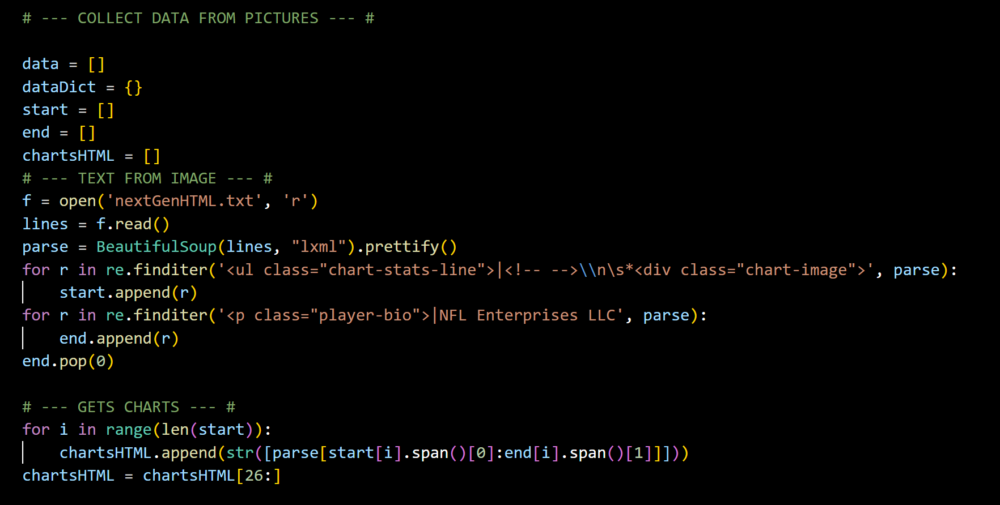 # --- COLLECT DATA FROM PICTURES --- #
data = []
dataDict = {}
start = []
end = []
chartsHTML = []
# --- TEXT FROM IMAGE --- #
f = open('nextGenHTML.txt', 'r')
lines = f.read()
parse = BeautifulSoup(lines, "lxml").prettify()
for r in re.finditer('<ul class="chart-stats-line">|<!-- -->\\n\s*<div class="chart-image">', parse):
    start.append(r)
for r in re.finditer('<p class="player-bio">|NFL Enterprises LLC', parse):
    end.append(r)
end.pop(0)
# --- GETS CHARTS --- #
for i in range(len(start)):
    chartsHTML.append(str([parse[start[i].span()[0]:end[i].span()[1]]]))
chartsHTML = chartsHTML[26:]